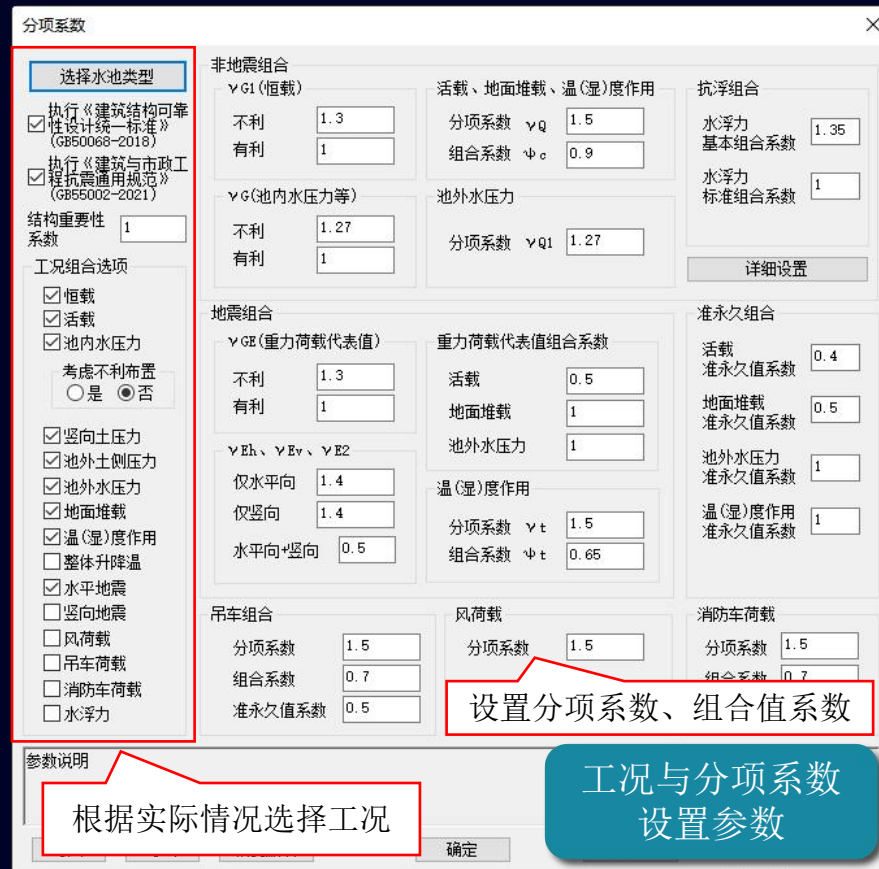 分项系数
选择水池类型
执行《建筑结构可靠
性设计统一标准》
(GB50068-2018)
执行《建筑与市政工
程抗震通用规范》
(GB55002-2021)
结构重要性
系数
1
工况组合选项
恒载
活载
池内水压力
考虑不利布置
是 否
竖向土压力
池外土侧压力
池外水压力
地面堆载
温(湿)度作用
整体升降温
水平地震
竖向地震
风荷载
吊车荷载
消防车荷载
水浮力
非地震组合
γG1(恒载)
不利 1.3
有利 1
γG(池内水压力等)
不利 1.27
有利 1
活载、地面堆载、温(湿)度作用
分项系数 γQ 1.5
组合系数 ψc 0.9
池外水压力
分项系数 γQ1 1.27
抗浮组合
水浮力
基本组合系数 1.35
水浮力
标准组合系数 1
详细设置
地震组合
γGE(重力荷载代表值)
不利 1.3
有利 1
γEh、γEv、γE2
仅水平向 1.4
仅竖向 1.4
水平向+竖向 0.5
重力荷载代表值组合系数
活载 0.5
地面堆载 1
池外水压力 1
温(湿)度作用
分项系数 γt 1.5
组合系数 ψt 0.65
准永久组合
活载
准永久值系数 0.4
地面堆载
准永久值系数 0.5
池外水压力
准永久值系数 1
温(湿)度作用
准永久值系数 1
吊车组合
分项系数 1.5
组合系数 0.7
准永久值系数 0.5
风荷载
分项系数 1.5
消防车荷载
分项系数 1.5
组合系数 0.7
设置分项系数、组合值系数
参数说明
根据实际情况选择工况
工况与分项系数
设置参数
确定